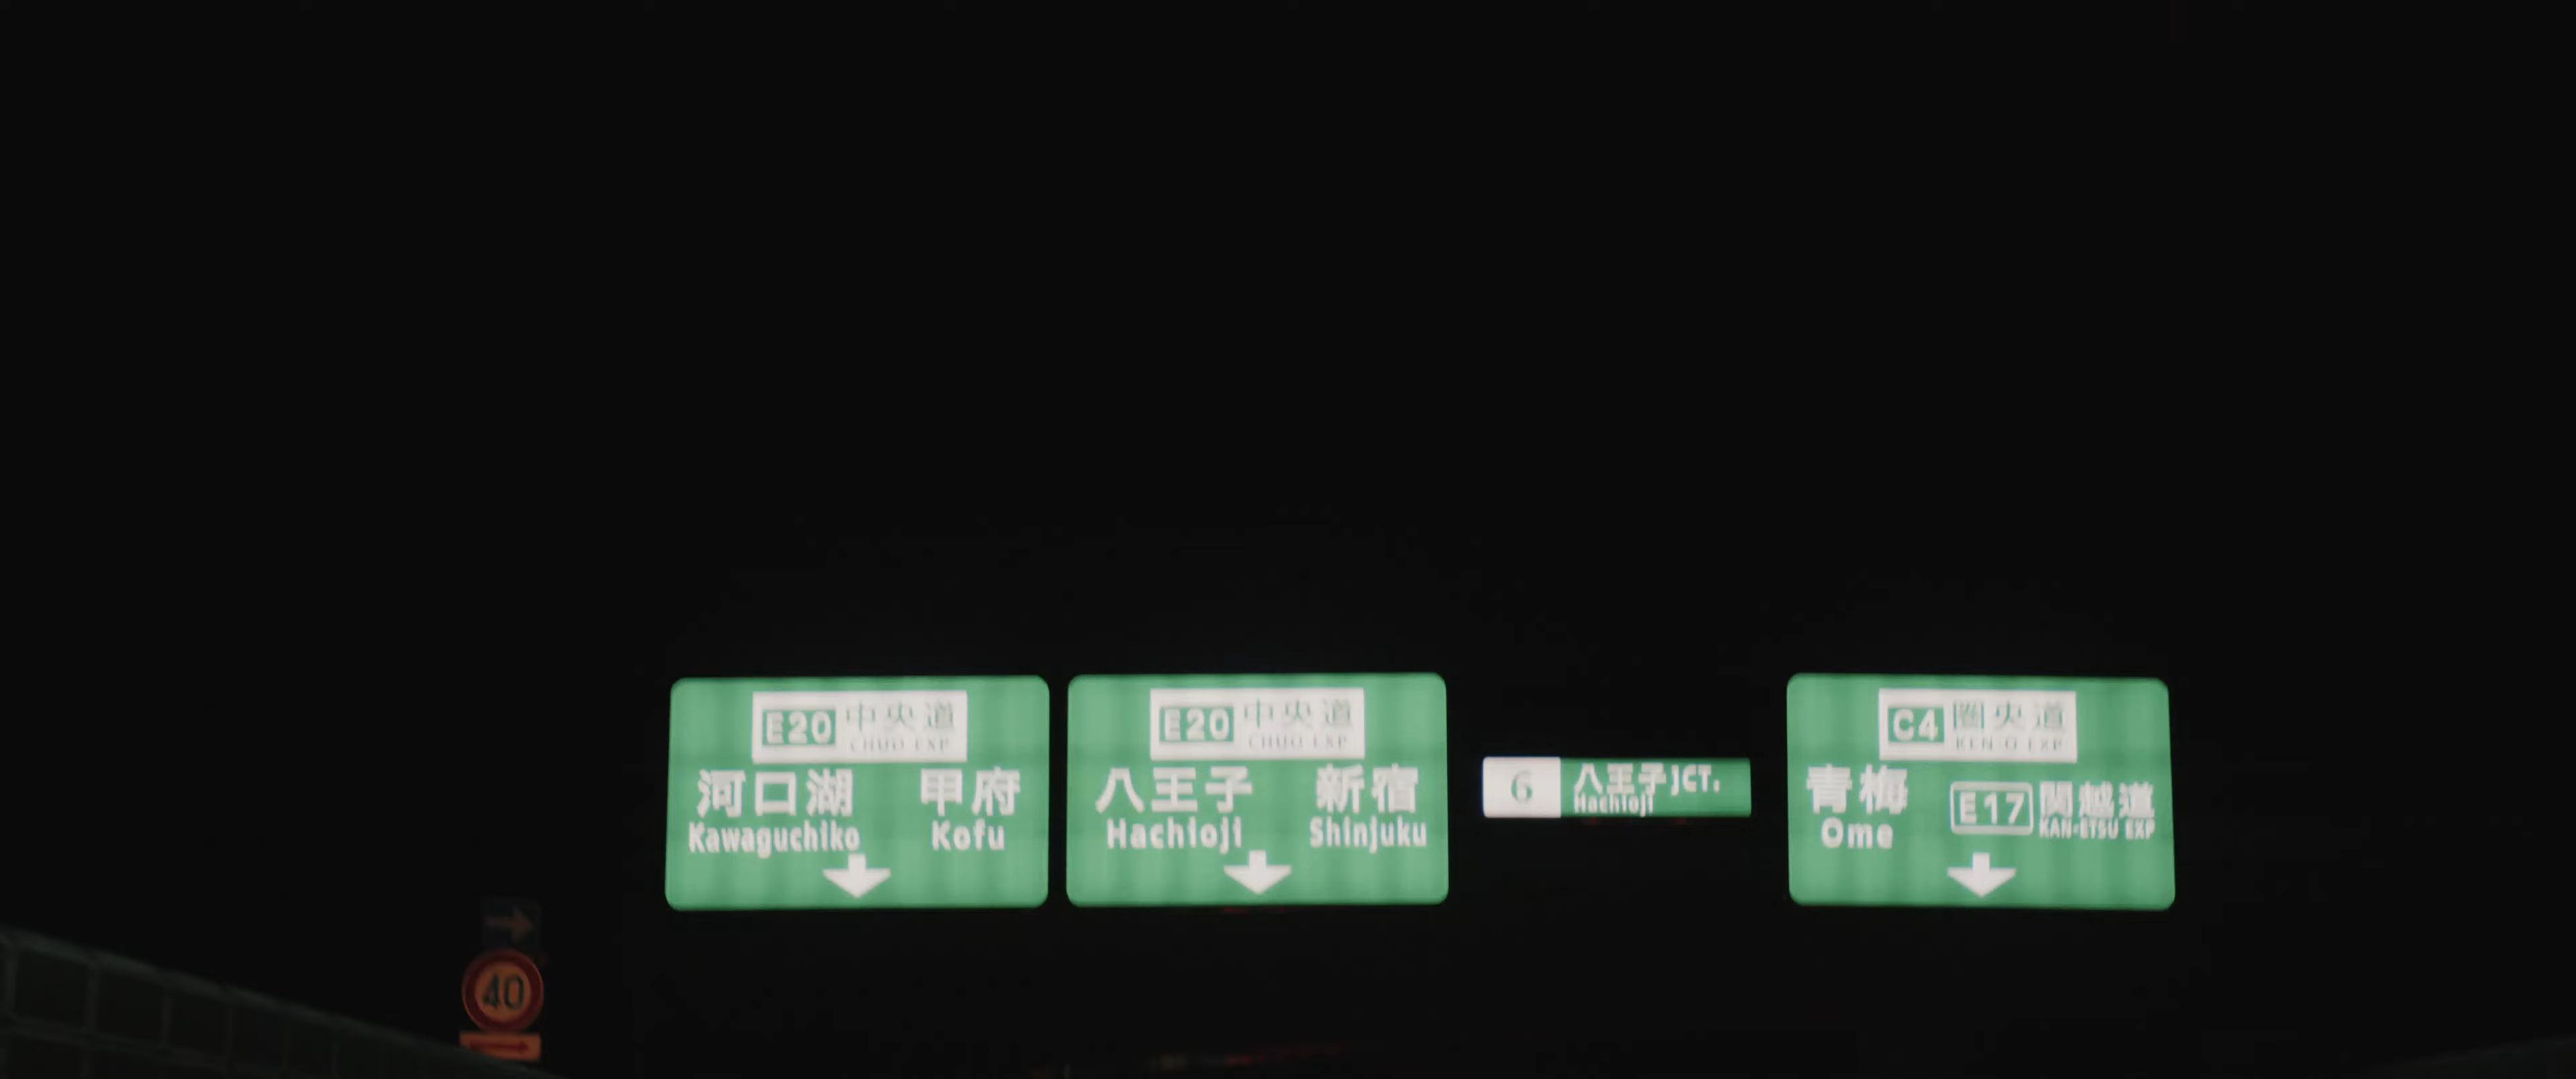 E20 中央道
CHUO EXP
河口湖 甲府
Kawaguchiko Kofu
E20 中央道
CHUO EXP
八王子 新宿
Hachioji Shinjuku
6 八王子JCT.
Hachioji
C4 圏央道
KEN-O EXP
青梅 E17 関越道
Ome KAN-ETSU EXP
40